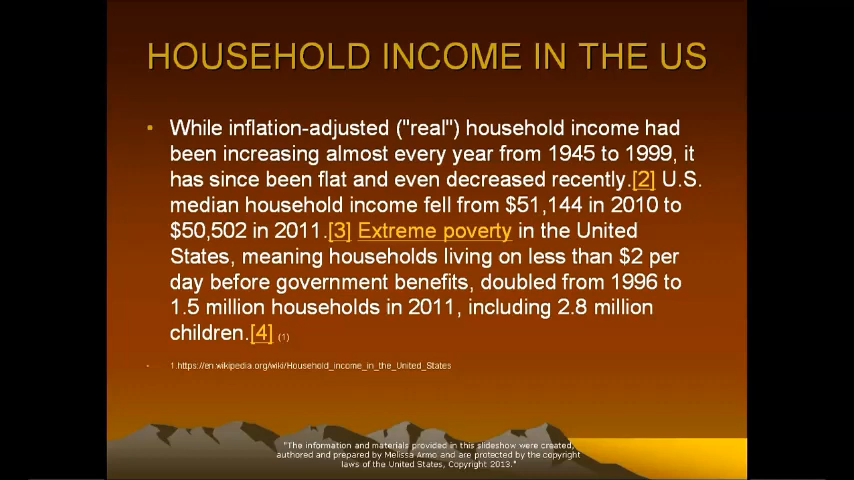 HOUSEHOLD INCOME IN THE US
• While inflation-adjusted ("real") household income had
been increasing almost every year from 1945 to 1999, it
has since been flat and even decreased recently.[2] U.S.
median household income fell from $51,144 in 2010 to
$50,502 in 2011.[3] Extreme poverty in the United
States, meaning households living on less than $2 per
day before government benefits, doubled from 1996 to
1.5 million households in 2011, including 2.8 million
children.[4] (1)
• 1.https://en.wikipedia.org/wiki/Household_income_in_the_United_States
"The information and materials provided in this slideshow were created,
authored and prepared by Melissa Armo and are protected by the copyright
laws of the United States, Copyright 2013."